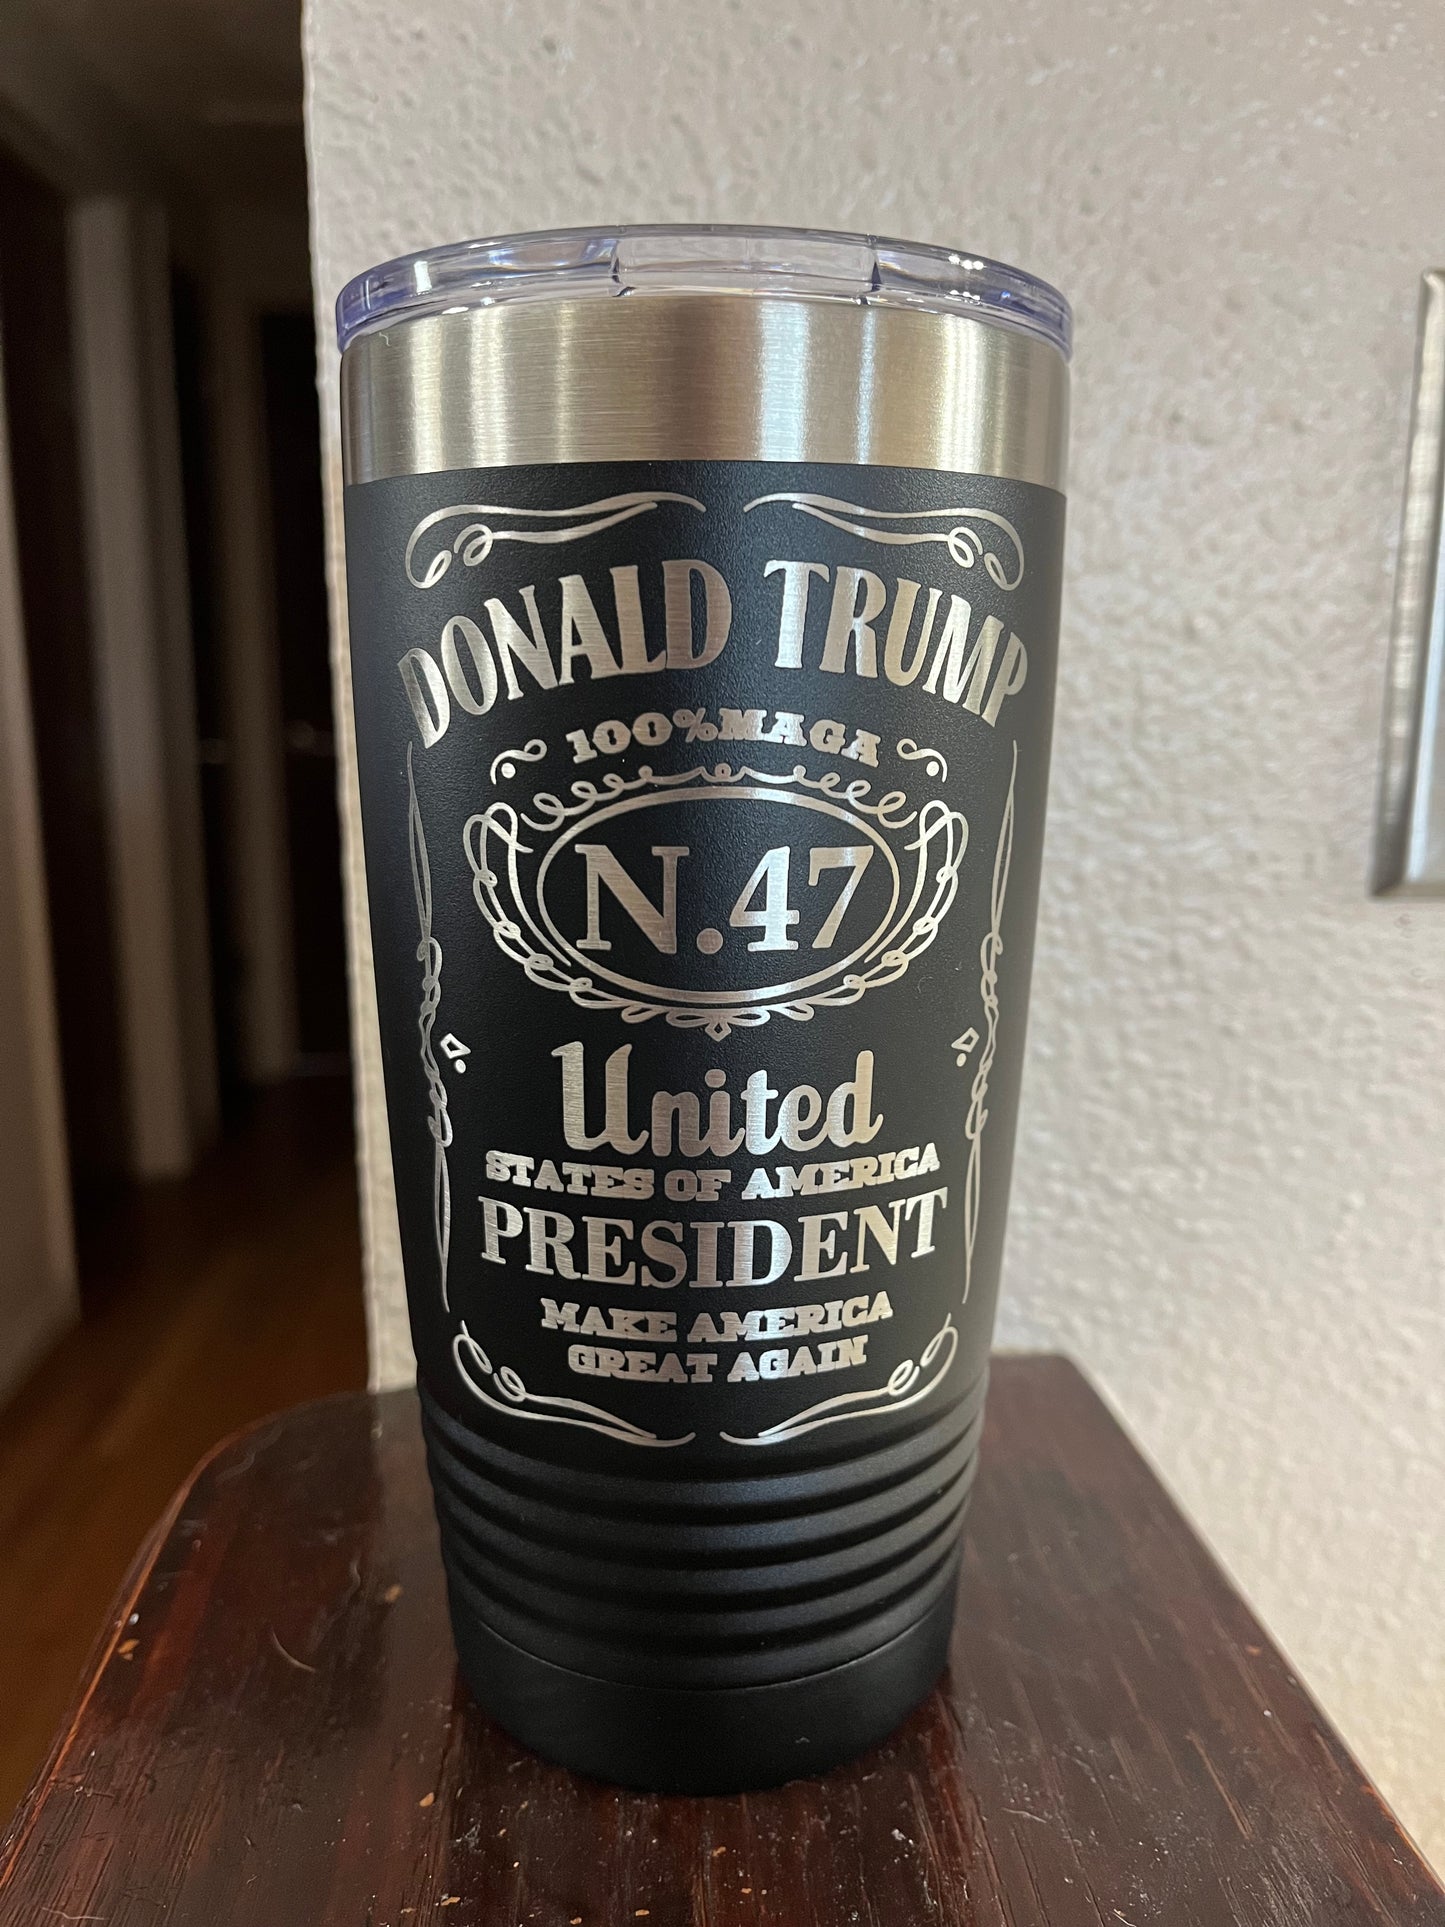 DONALD TRUMP
100% MAGA
N.47
United
STATES OF AMERICA
PRESIDENT
MAKE AMERICA
GREAT AGAIN